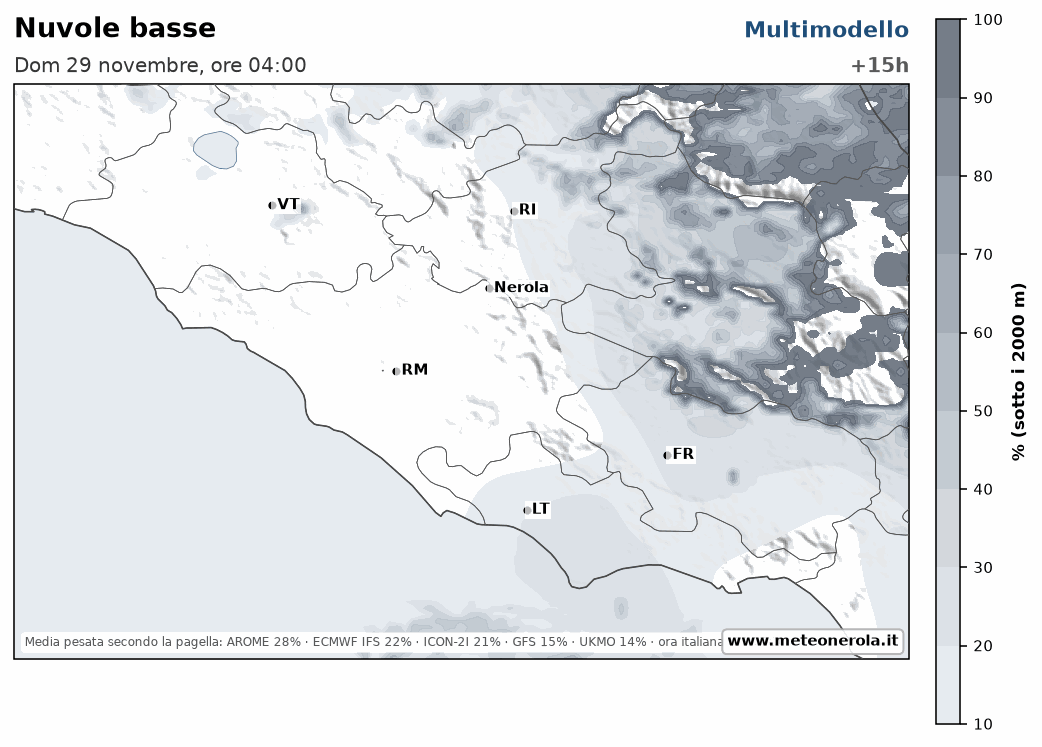 Nuvole basse
Multimodello
Dom 29 novembre, ore 04:00
+15h
VT
RI
Nerola
RM
FR
LT
Media pesata secondo la pagella: AROME 28% · ECMWF IFS 22% · ICON-2I 21% · GFS 15% · UKMO 14% · ora italiana
www.meteonerola.it
100
90
80
70
60
50
40
30
20
10
% (sotto i 2000 m)